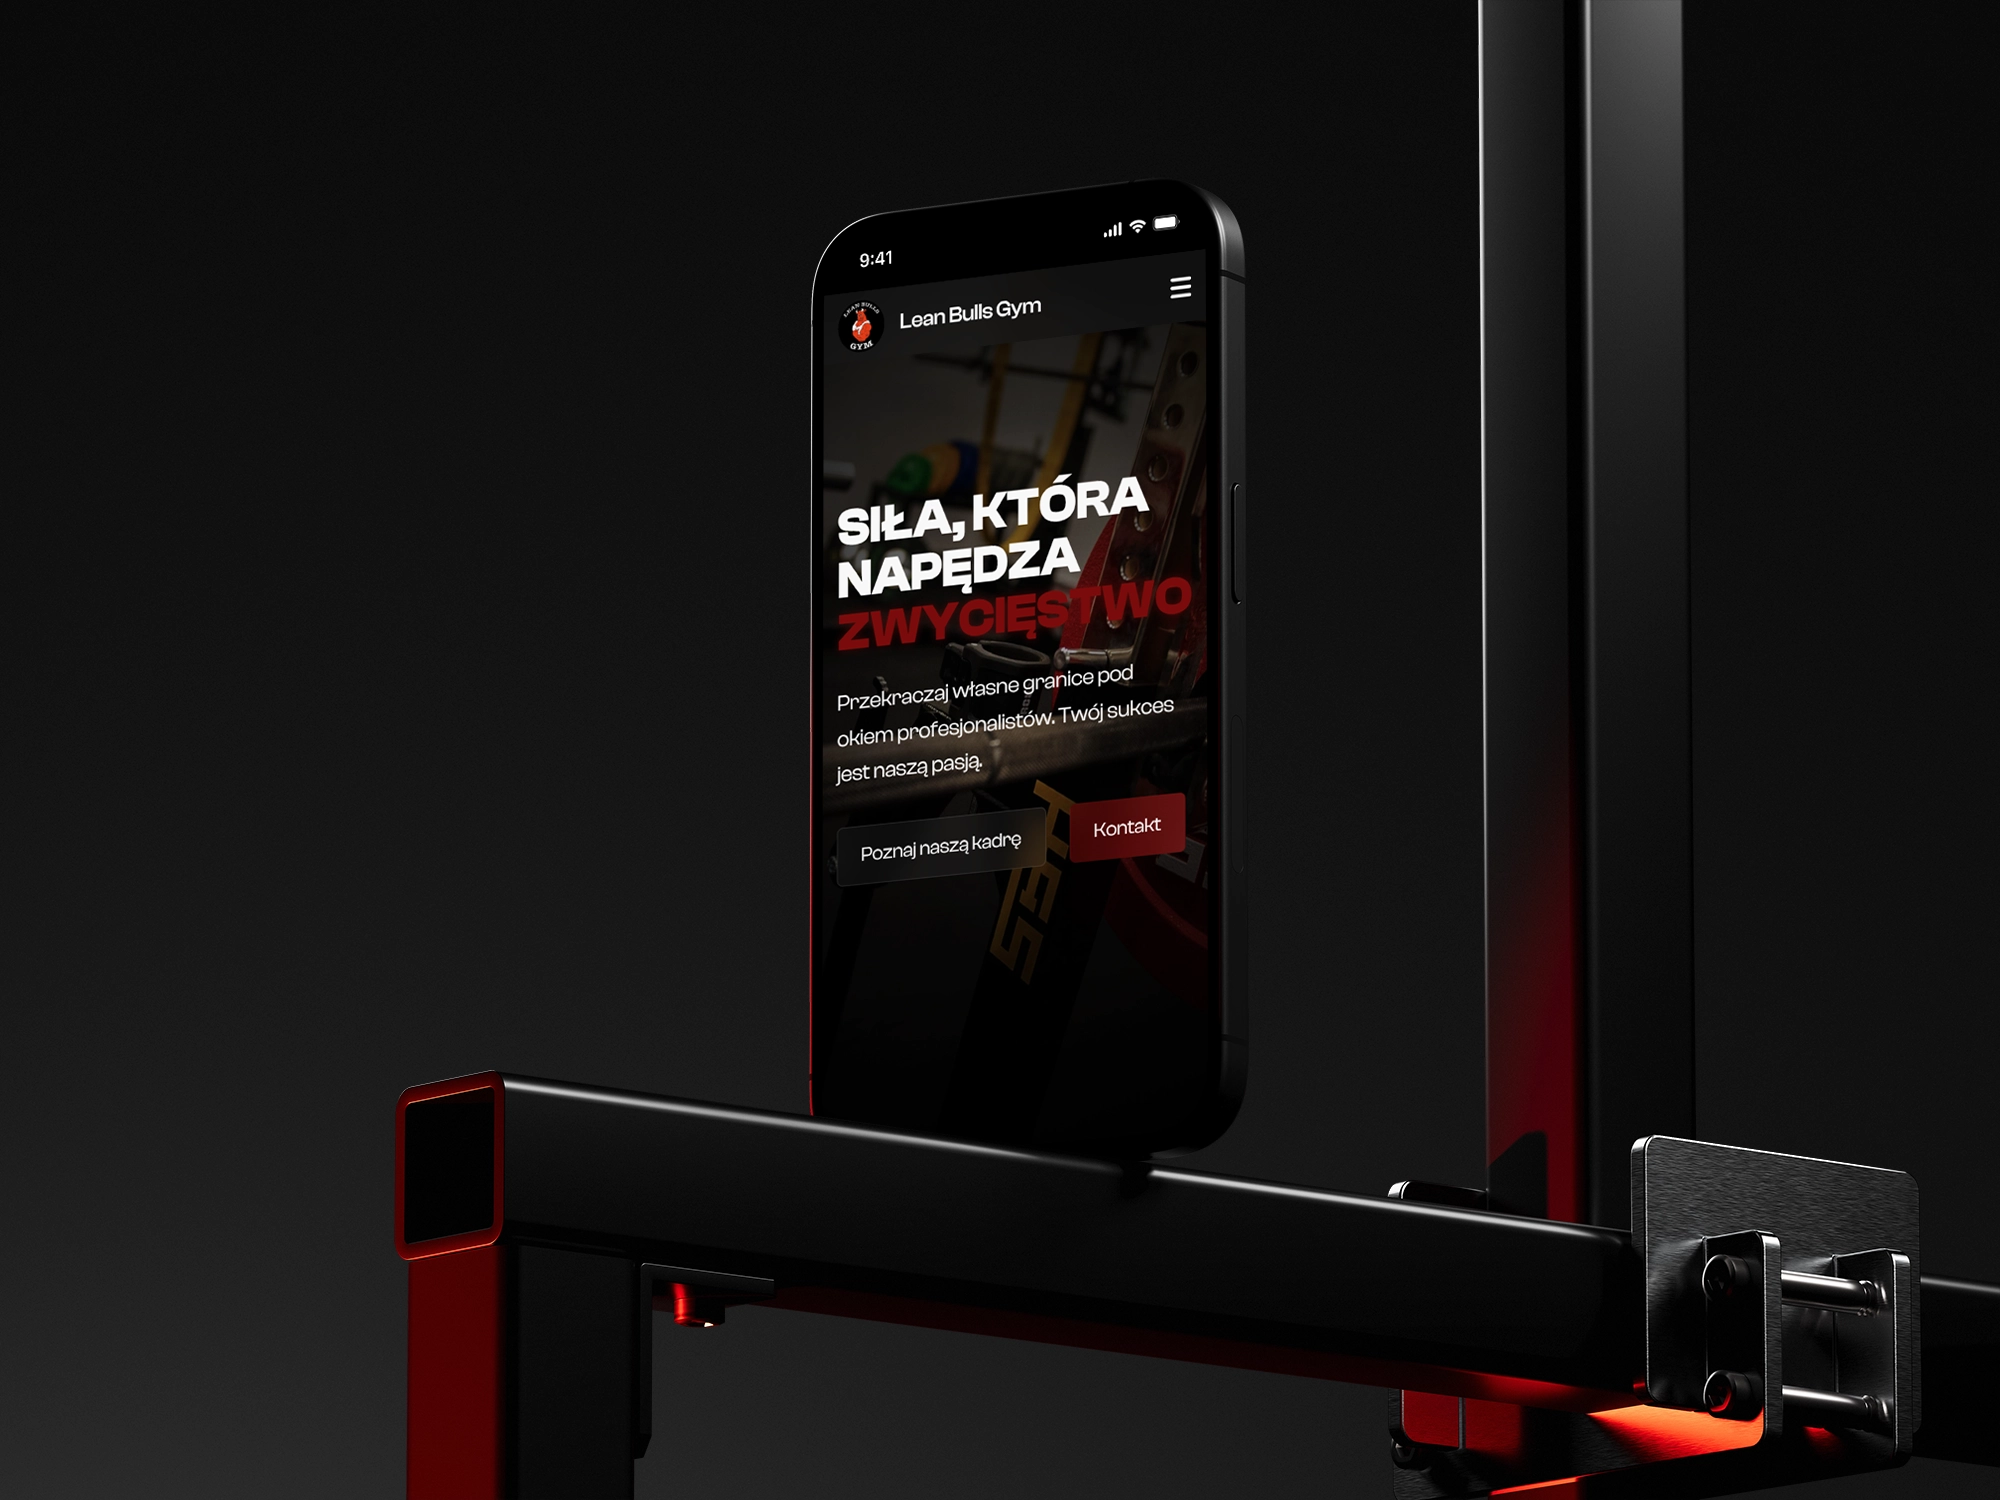 9:41
LEAN BULLS
GYM
Lean Bulls Gym
SIŁA, KTÓRA
NAPĘDZA
ZWYCIĘSTWO
Przekraczaj własne granice pod
okiem profesjonalistów. Twój sukces
jest naszą pasją.
Poznaj naszą kadrę
Kontakt